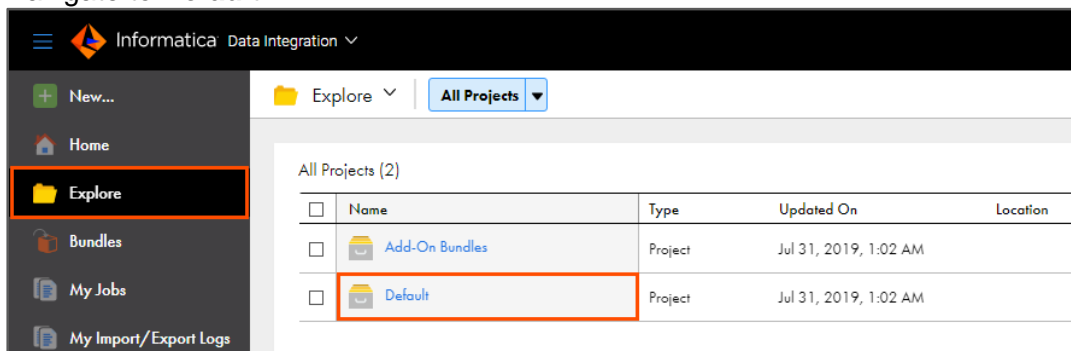 Informatica Data Integration
New...
Explore
All Projects
Home
All Projects (2)
Explore
Name Type Updated On Location
Bundles
Add-On Bundles Project Jul 31, 2019, 1:02 AM
My Jobs
Default Project Jul 31, 2019, 1:02 AM
My Import/Export Logs